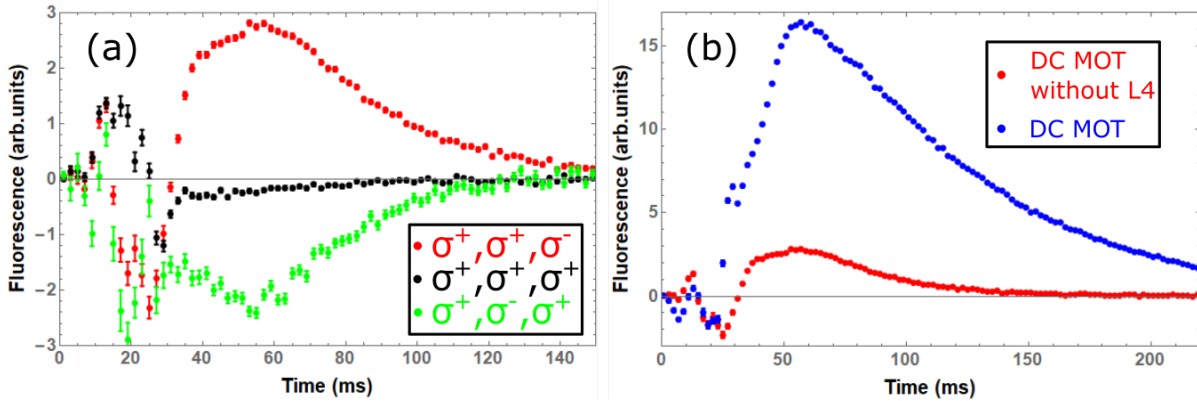 (a)
Fluorescence (arb.units)
3
2
1
0
−1
−2
−3
σ⁺,σ⁺,σ⁻
σ⁺,σ⁺,σ⁺
σ⁺,σ⁻,σ⁺
0 20 40 60 80 100 120 140
Time (ms)
(b)
Fluorescence (arb.units)
15
10
5
0
DC MOT
without L4
DC MOT
0 50 100 150 200
Time (ms)